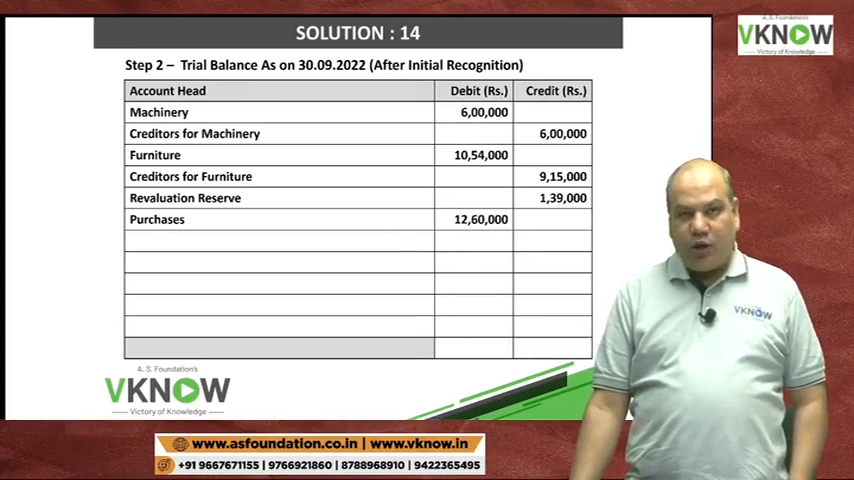 SOLUTION : 14
A. S. Foundation's
VKNOW
Victory of Knowledge
Step 2 – Trial Balance As on 30.09.2022 (After Initial Recognition)
Account Head Debit (Rs.) Credit (Rs.)
Machinery 6,00,000
Creditors for Machinery 6,00,000
Furniture 10,54,000
Creditors for Furniture 9,15,000
Revaluation Reserve 1,39,000
Purchases 12,60,000
VKNOW
A. S. Foundation's
VKNOW
Victory of Knowledge
www.asfoundation.co.in | www.vknow.in
+91 9667671155 | 9766921860 | 8788968910 | 9422365495